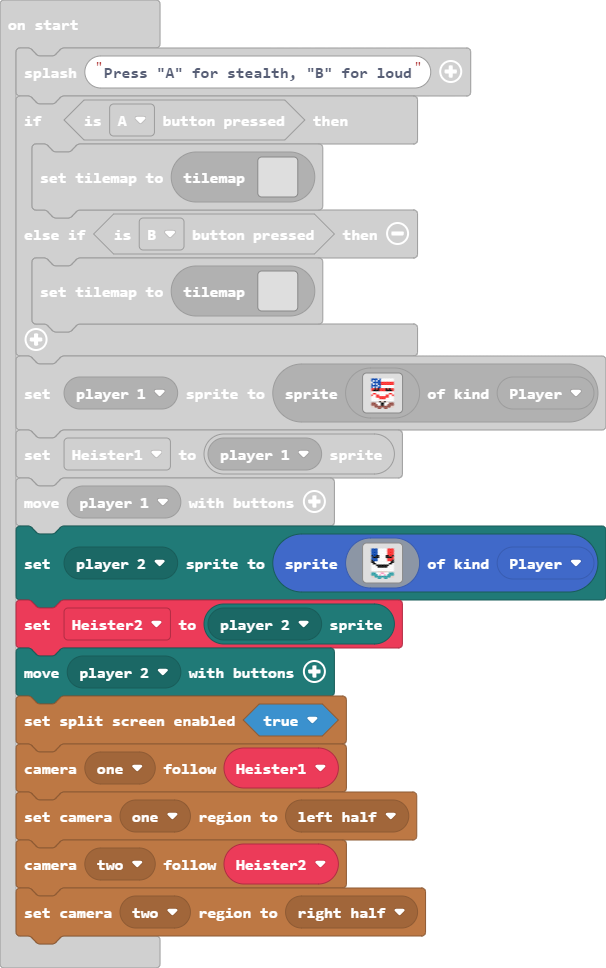 on start
splash "Press "A" for stealth, "B" for loud"
if is A button pressed then
set tilemap to tilemap
else if is B button pressed then
set tilemap to tilemap
set player 1 sprite to sprite of kind Player
set Heister1 to player 1 sprite
move player 1 with buttons
set player 2 sprite to sprite of kind Player
set Heister2 to player 2 sprite
move player 2 with buttons
set split screen enabled true
camera one follow Heister1
set camera one region to left half
camera two follow Heister2
set camera two region to right half